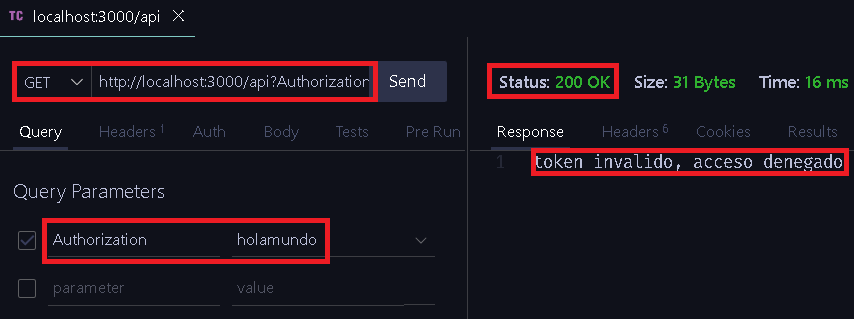 TC localhost:3000/api
GET http://localhost:3000/api?Authorization Send
Status: 200 OK Size: 31 Bytes Time: 16 ms
Query Headers 1 Auth Body Tests Pre Run
Response Headers 6 Cookies Results
1 token invalido, acceso denegado
Query Parameters
Authorization holamundo
parameter value